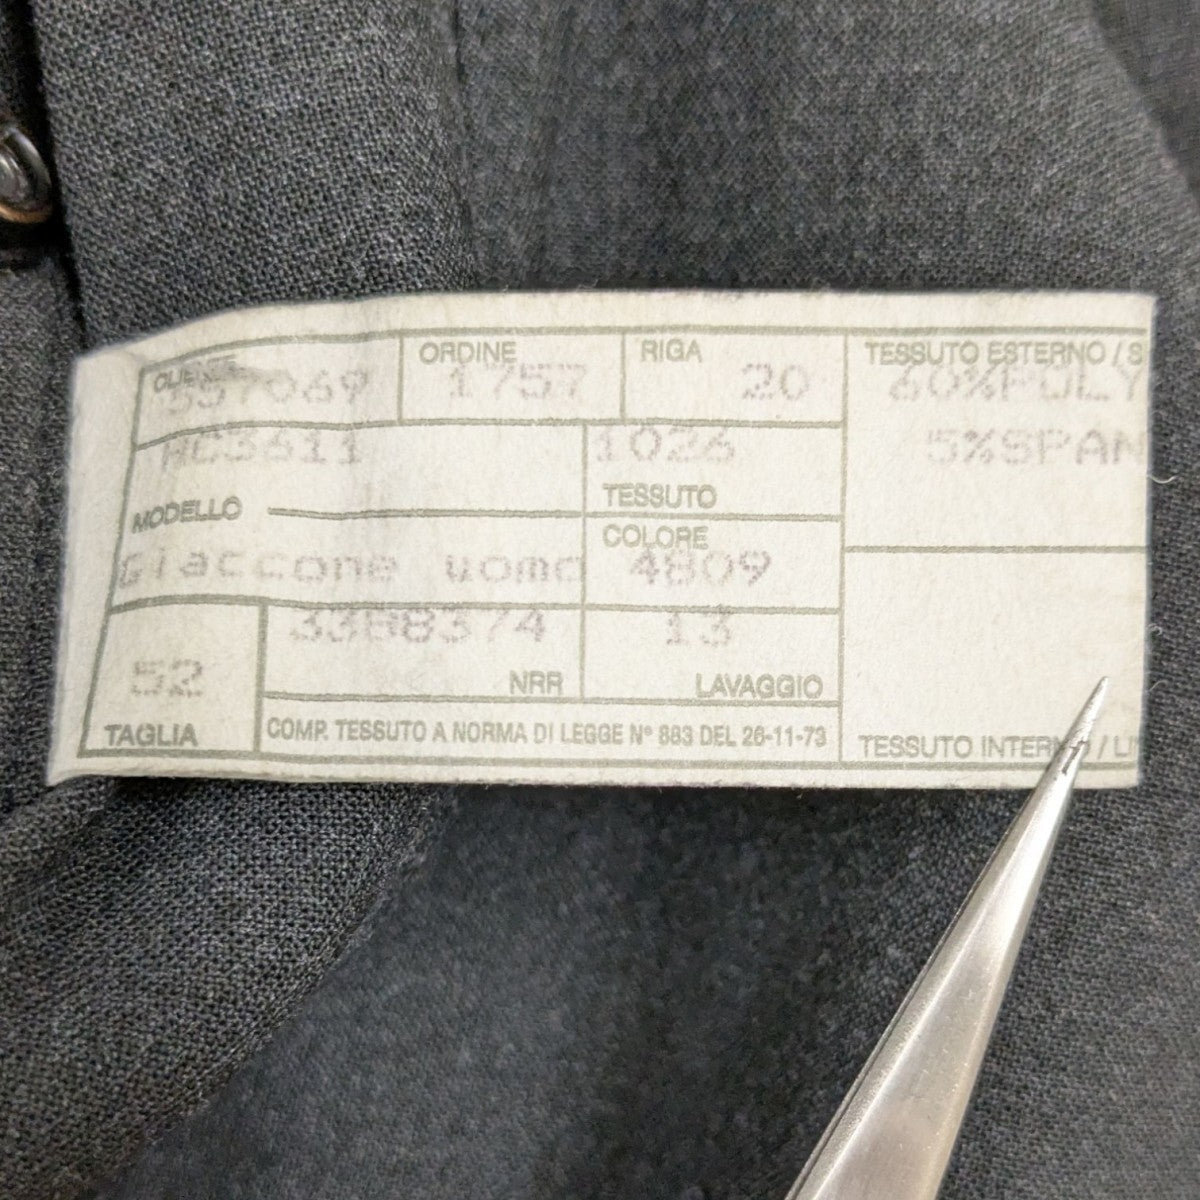 CLIENTE ORDINE RIGA TESSUTO ESTERNO / S
557069 1757 20 60%POLY
HC3611 1026 5%SPAN
MODELLO TESSUTO
COLORE
Giaccone uomo 4809
3388374 13
52 NRR LAVAGGIO
TAGLIA COMP. TESSUTO A NORMA DI LEGGE N° 883 DEL 26-11-73 TESSUTO INTERNO / LI